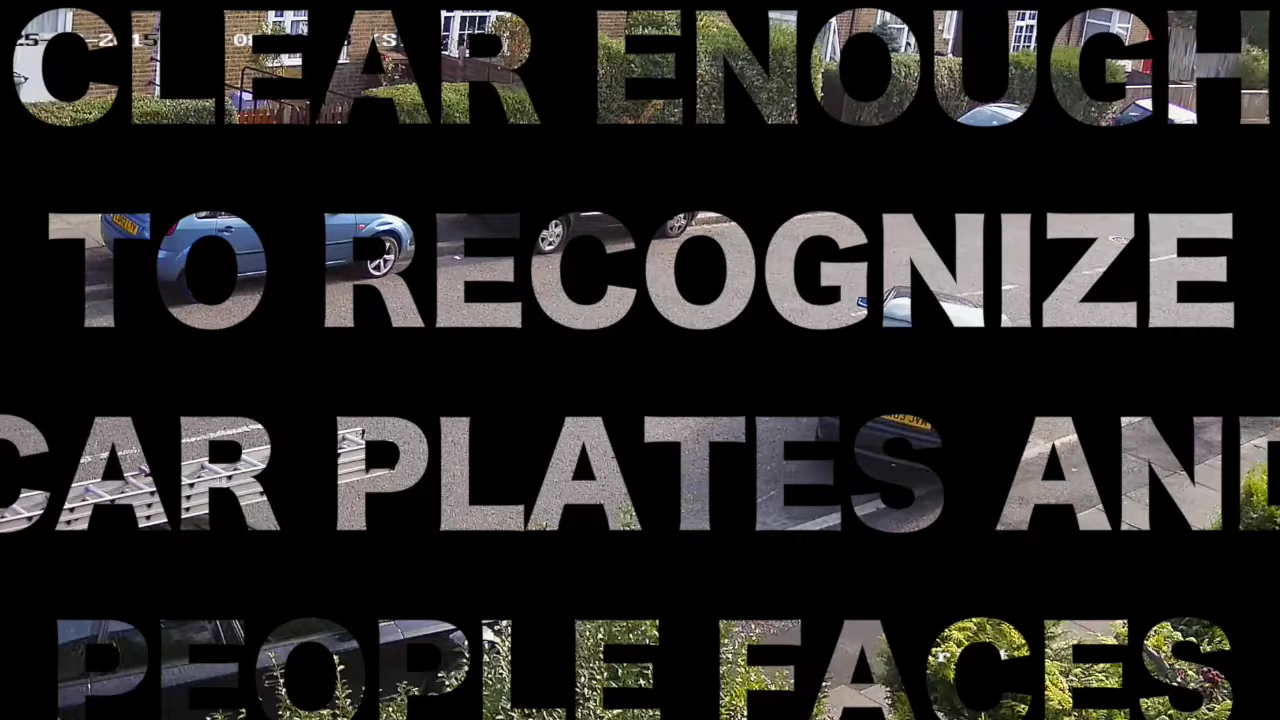 CLEAR ENOUGH
TO RECOGNIZE
CAR PLATES AND
PEOPLE FACES